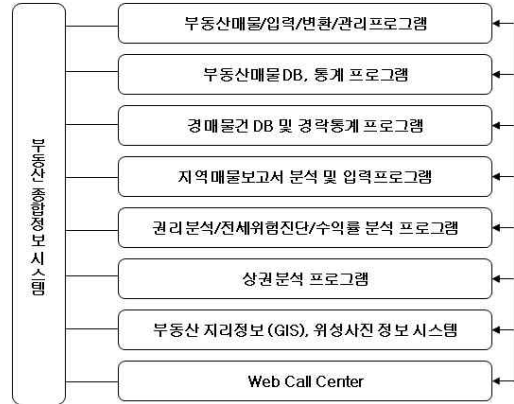 부동산매물/입력/변환/관리프로그램
부동산매물DB, 통계 프로그램
경매물건 DB 및 경락통계 프로그램
지역매물보고서 분석 및 입력프로그램
권리분석/전세위험진단/수익률 분석 프로그램
상권분석 프로그램
부동산 지리정보(GIS), 위성사진 정보 시스템
Web Call Center
부동산 종합정보시스템